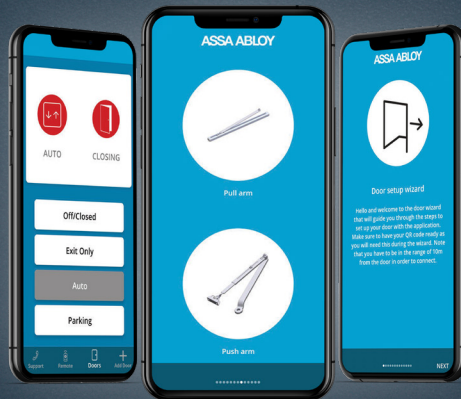 AUTO
CLOSING
Off/Closed
Exit Only
Auto
Parking
Support
Remote
Doors
Add Door
ASSA ABLOY
Pull arm
Push arm
ASSA ABLOY
Door setup wizard
Hello and welcome to the door wizard
that will guide you through the steps to
set up your door with the application.
Make sure to have your QR code ready as
you will need this during the wizard. Note
that you have to be in the range of 10m
from the door in order to connect.
NEXT